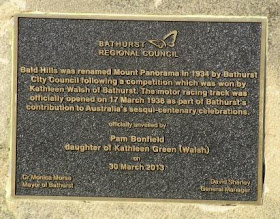 BATHURST
REGIONAL COUNCIL
Bald Hills was renamed Mount Panorama in 1934 by Bathurst
City Council following a competition which was won by
Kathleen Walsh of Bathurst. The motor racing track was
officially opened on 17 March 1938 as part of Bathurst's
contribution to Australia's sesqui-centenary celebrations.
officially unveiled by
Pam Bonfield
daughter of Kathleen Green (Walsh)
on
30 March 2013
Cr Monica Morse
Mayor of Bathurst
David Sherley
General Manager